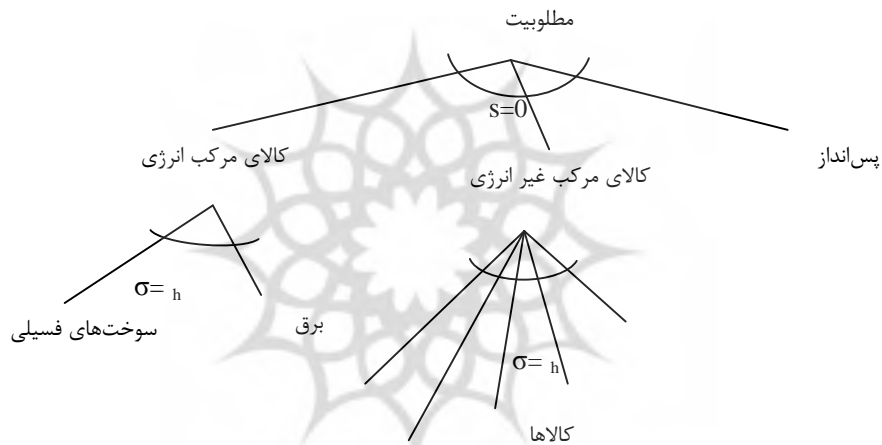 مطلوبیت
s=0
کالای مرکب انرژی
کالای مرکب غیر انرژی
پس‌انداز
σ= h
سوخت‌های فسیلی
برق
σ= h
کالاها